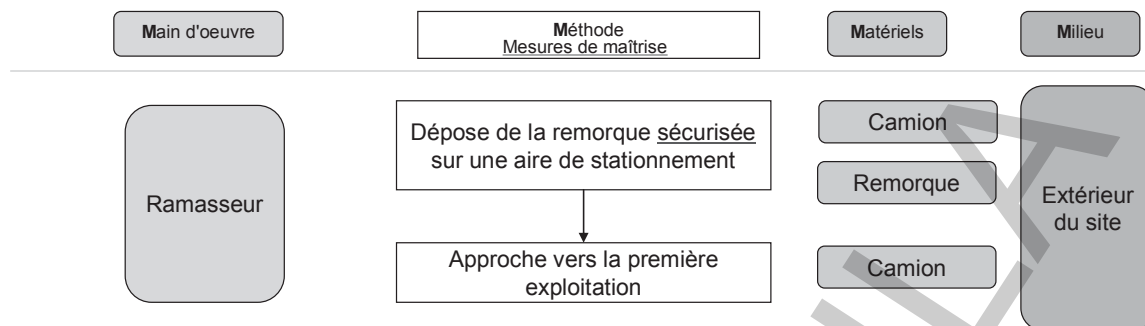 Main d'oeuvre
Méthode
Mesures de maîtrise
Matériels
Milieu
Ramasseur
Dépose de la remorque sécurisée
sur une aire de stationnement
Approche vers la première
exploitation
Camion
Remorque
Camion
Extérieur
du site